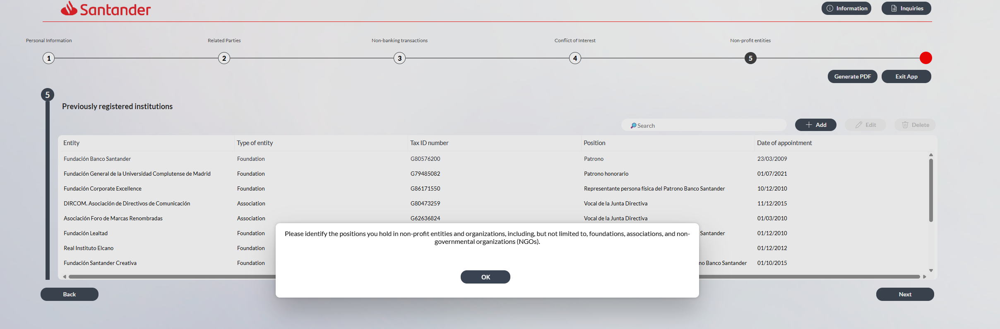 Santander
Information
Inquiries
Personal Information
Related Parties
Non-banking transactions
Conflict of Interest
Non-profit entities
1
2
3
4
5
Generate PDF
Exit App
5
Previously registered institutions
Search
Add
Edit
Delete
Entity Type of entity Tax ID number Position Date of appointment
Fundación Banco Santander Foundation G80576200 Patrono 23/03/2009
Fundación General de la Universidad Complutense de Madrid Foundation G79485082 Patrono honorario 01/07/2021
Fundación Corporate Excellence Foundation G86171550 Representante persona física del Patrono Banco Santander 10/12/2010
DIRCOM. Asociación de Directivos de Comunicación Association G80473259 Vocal de la Junta Directiva 11/12/2015
Asociación Foro de Marcas Renombradas Association G62636824 Vocal de la Junta Directiva 01/03/2010
Fundación Lealtad Foundation Santander 01/12/2010
Real Instituto Elcano Foundation 01/12/2012
Fundación Santander Creativa Foundation no Banco Santander 01/10/2015
Please identify the positions you hold in non-profit entities and organizations, including, but not limited to, foundations, associations, and non-
governmental organizations (NGOs).
OK
Back
Next